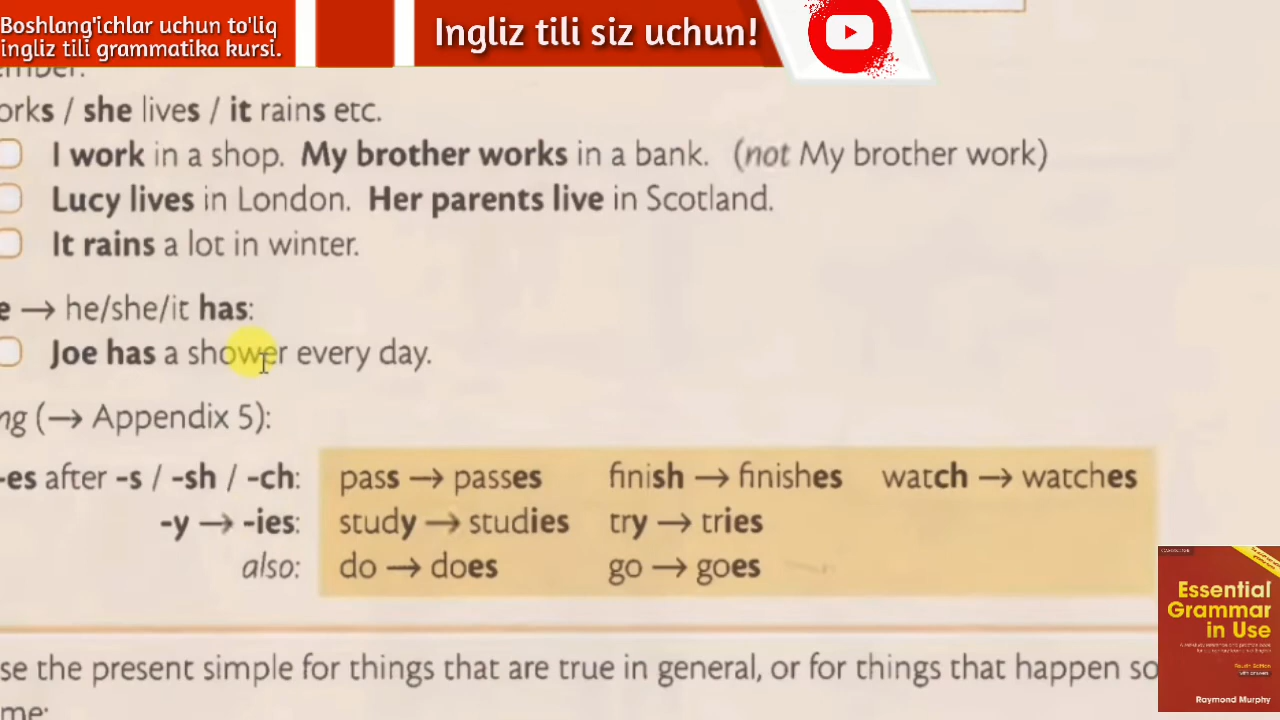 Boshlang'ichlar uchun to'liq
ingliz tili grammatika kursi.
Ingliz tili siz uchun!
orks / she lives / it rains etc.
I work in a shop. My brother works in a bank. (not My brother work)
Lucy lives in London. Her parents live in Scotland.
It rains a lot in winter.
e → he/she/it has:
Joe has a shower every day.
ng (→ Appendix 5):
-es after -s / -sh / -ch: pass → passes finish → finishes watch → watches
-y → -ies: study → studies try → tries
also: do → does go → goes
se the present simple for things that are true in general, or for things that happen so
me:
Essential
Grammar
in Use
Fourth Edition
with answers
Raymond Murphy